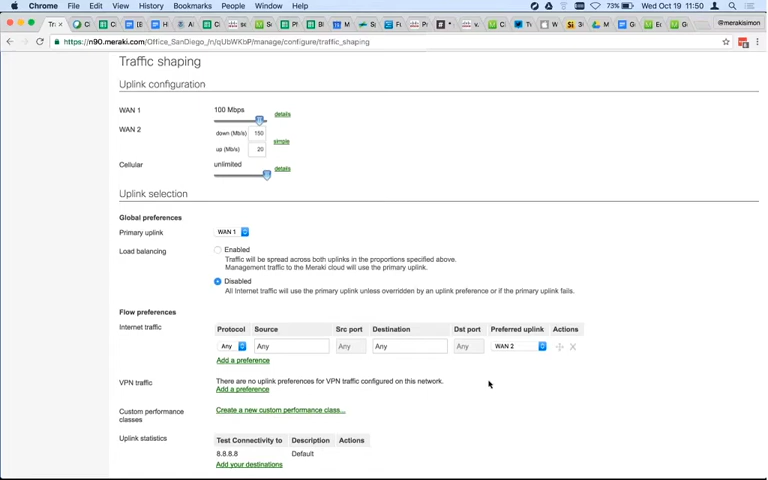 Chrome File Edit View History Bookmarks People Window Help 73% Wed Oct 19 11:50
@merakisimon
https://n90.meraki.com/Office_SanDiego_/n/qUbWKbP/manage/configure/traffic_shaping
Traffic shaping
Uplink configuration
WAN 1 100 Mbps details
WAN 2 down (Mb/s) 150
up (Mb/s) 20 simple
Cellular unlimited details
Uplink selection
Global preferences
Primary uplink WAN 1
Load balancing Enabled
Traffic will be spread across both uplinks in the proportions specified above.
Management traffic to the Meraki cloud will use the primary uplink.
Disabled
All Internet traffic will use the primary uplink unless overridden by an uplink preference or if the primary uplink fails.
Flow preferences
Internet traffic Protocol Source Src port Destination Dst port Preferred uplink Actions
Any Any Any Any Any WAN 2
Add a preference
VPN traffic There are no uplink preferences for VPN traffic configured on this network.
Add a preference
Custom performance classes Create a new custom performance class...
Uplink statistics Test Connectivity to Description Actions
8.8.8.8 Default
Add your destinations